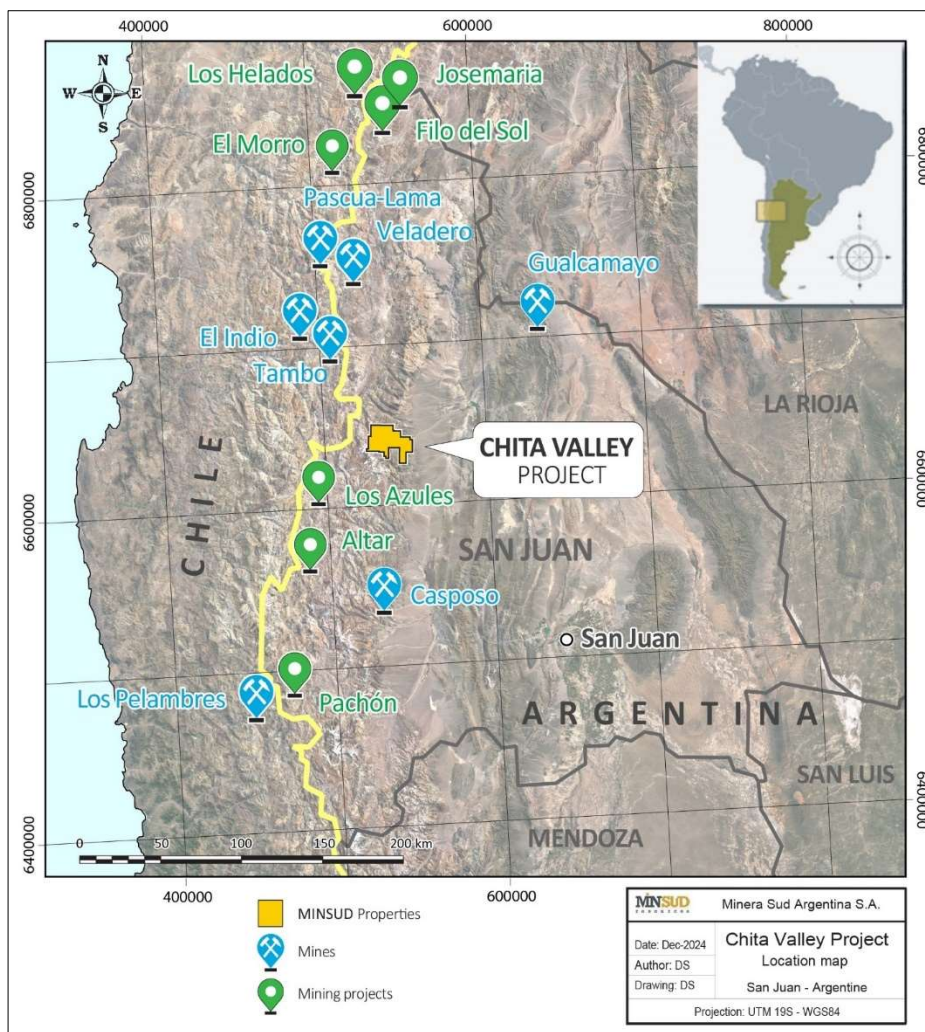 400000
600000
800000
N
W
E
S
Los Helados
Josemaria
Filo del Sol
El Morro
6800000
6800000
Pascua-Lama
Veladero
Gualcamayo
El Indio
Tambo
LA RIOJA
CHITA VALLEY
PROJECT
CHILE
Los Azules
6600000
6600000
Altar
SAN JUAN
Casposo
San Juan
Los Pelambres
Pachón
ARGENTINA
SAN LUIS
MENDOZA
6400000
6400000
0 50 100 150 200 km
400000
600000
MINSUD Properties
Mines
Mining projects
MINSUD
Minera Sud Argentina S.A.
Date: Dec-2024
Author: DS
Drawing: DS
Chita Valley Project
Location map
San Juan - Argentine
Projection: UTM 19S - WGS84